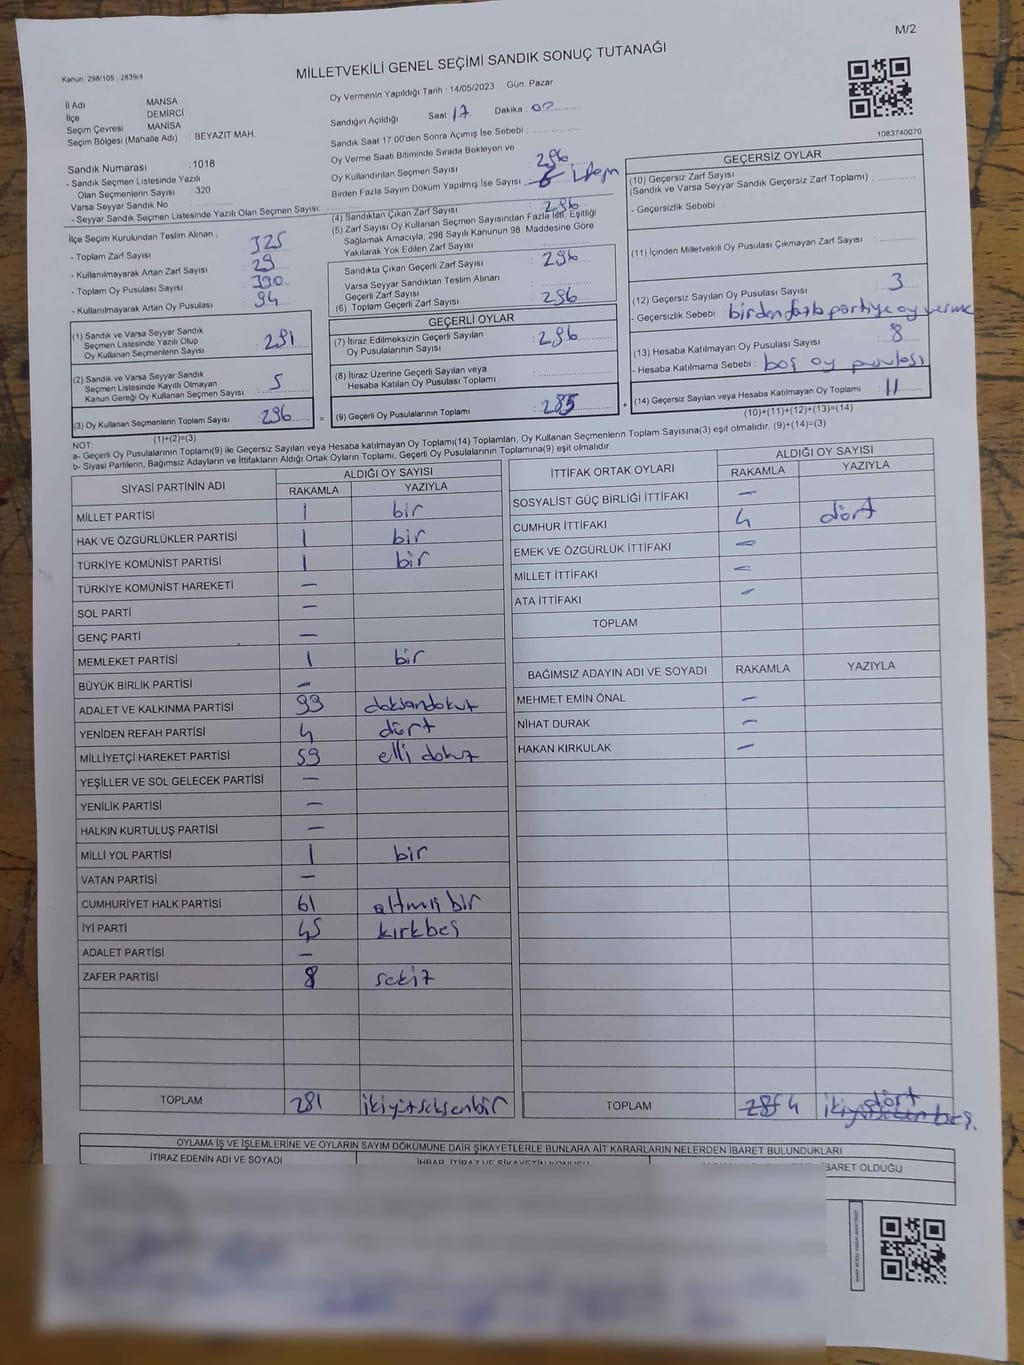 M/2
MİLLETVEKİLİ GENEL SEÇİMİ SANDIK SONUÇ TUTANAĞI
Kanun: 298/105 , 2839/4
İl Adı MANİSA
İlçe DEMİRCİ
Seçim Çevresi MANİSA
Seçim Bölgesi (Mahalle Adı) : BEYAZIT MAH.
Oy Vermenin Yapıldığı Tarih : 14/05/2023 Gün: Pazar
Sandığın Açıldığı Saat 17 Dakika :
Sandık Saat 17:00'den Sonra Açımış İse Sebebi :
Oy Verme Saati Bitiminde Sırada Bekleyen ve
Oy Kullandırılan Seçmen Sayısı 296
Birden Fazla Sayım Döküm Yapılmış İse Sayısı
1083740070
Sandık Numarası :1018
- Sandık Seçmen Listesinde Yazılı
Olan Seçmenlerin Sayısı : 320
Varsa Seyyar Sandık No
- Seyyar Sandık Seçmen Listesinde Yazılı Olan Seçmen Sayısı:
İlçe Seçim Kurulundan Teslim Alınan ;
- Toplam Zarf Sayısı 325
- Kullanılmayarak Artan Zarf Sayısı 29
- Toplam Oy Pusulası Sayısı
- Kullanılmayarak Artan Oy Pusulası 94
(1) Sandık ve Varsa Seyyar Sandık
Seçmen Listesinde Yazılı Olup
Oy Kullanan Seçmenlerin Sayısı : 291
(2) Sandık ve Varsa Seyyar Sandık
Seçmen Listesinde Kayıtlı Olmayan
Kanun Gereği Oy Kullanan Seçmen Sayısı : 5
(3) Oy Kullanan Seçmenlerin Toplam Sayısı : 296
(1)+(2)=(3)
(4) Sandıktan Çıkan Zarf Sayısı 296
(5) Zarf Sayısı Oy Kullanan Seçmen Sayısından Fazla İse, Eşitliği
Sağlamak Amacıyla, 298 Sayılı Kanunun 98. Maddesine Göre
Yakılarak Yok Edilen Zarf Sayısı
Sandıkta Çıkan Geçerli Zarf Sayısı : 296
Varsa Seyyar Sandıktan Teslim Alınan
Geçerli Zarf Sayısı
(6) Toplam Geçerli Zarf Sayısı : 296
GEÇERLİ OYLAR
(7) İtiraz Edilmeksizin Geçerli Sayılan
Oy Pusulalarının Sayısı : 296
(8) İtiraz Üzerine Geçerli Sayılan veya
Hesaba Katılan Oy Pusulası Toplamı :
= (9) Geçerli Oy Pusulalarının Toplamı : 285 +
GEÇERSİZ OYLAR
(10) Geçersiz Zarf Sayısı
(Sandık ve Varsa Seyyar Sandık Geçersiz Zarf Toplamı) :
- Geçersizlik Sebebi :
(11) İçinden Milletvekili Oy Pusulası Çıkmayan Zarf Sayısı :
(12) Geçersiz Sayılan Oy Pusulası Sayısı : 3
- Geçersizlik Sebebi : birden fazla partiye oy verme
(13) Hesaba Katılmayan Oy Pusulası Sayısı : 8
- Hesaba Katılmama Sebebi : boş oy pusulası
(14) Geçersiz Sayılan veya Hesaba Katılmayan Oy Toplamı : 11
(10)+(11)+(12)+(13)=(14)
NOT:
a- Geçerli Oy Pusulalarının Toplamı(9) ile Geçersiz Sayılan veya Hesaba katılmayan Oy Toplamı(14) Toplamları, Oy Kullanan Seçmenlerin Toplam Sayısına(3) eşit olmalıdır. (9)+(14)=(3)
b- Siyasi Partilerin, Bağımsız Adayların ve İttifakların Aldığı Ortak Oyların Toplamı, Geçerli Oy Pusulalarının Toplamına(9) eşit olmalıdır.
SİYASİ PARTİNİN ADI ALDIĞI OY SAYISI
RAKAMLA YAZIYLA
MİLLET PARTİSİ 1 bir
HAK VE ÖZGÜRLÜKLER PARTİSİ 1 bir
TÜRKİYE KOMÜNİST PARTİSİ 1 bir
TÜRKİYE KOMÜNİST HAREKETİ —
SOL PARTİ —
GENÇ PARTİ —
MEMLEKET PARTİSİ 1 bir
BÜYÜK BİRLİK PARTİSİ —
ADALET VE KALKINMA PARTİSİ 99 doksandokuz
YENİDEN REFAH PARTİSİ 4 dört
MİLLİYETÇİ HAREKET PARTİSİ 59 elli dokuz
YEŞİLLER VE SOL GELECEK PARTİSİ —
YENİLİK PARTİSİ —
HALKIN KURTULUŞ PARTİSİ —
MİLLİ YOL PARTİSİ 1 bir
VATAN PARTİSİ —
CUMHURİYET HALK PARTİSİ 61 altmış bir
İYİ PARTİ 45 kırkbeş
ADALET PARTİSİ —
ZAFER PARTİSİ 8 sekiz
TOPLAM 281 ikiyüzseksenbir
İTTİFAK ORTAK OYLARI ALDIĞI OY SAYISI
RAKAMLA YAZIYLA
SOSYALİST GÜÇ BİRLİĞİ İTTİFAKI —
CUMHUR İTTİFAKI 4 dört
EMEK VE ÖZGÜRLÜK İTTİFAKI —
MİLLET İTTİFAKI —
ATA İTTİFAKI —
TOPLAM
BAĞIMSIZ ADAYIN ADI VE SOYADI RAKAMLA YAZIYLA
MEHMET EMİN ÖNAL —
NİHAT DURAK —
HAKAN KIRKULAK —
TOPLAM 4 dört
OYLAMA İŞ VE İŞLEMLERİNE VE OYLARIN SAYIM DÖKÜMÜNE DAİR ŞİKAYETLERLE BUNLARA AİT KARARLARIN NELERDEN İBARET BULUNDUKLARI
İTİRAZ EDENİN ADI VE SOYADI
İHBAR, İTİRAZ VE ŞİKAYETİN KONUSU
İBARET OLDUĞU